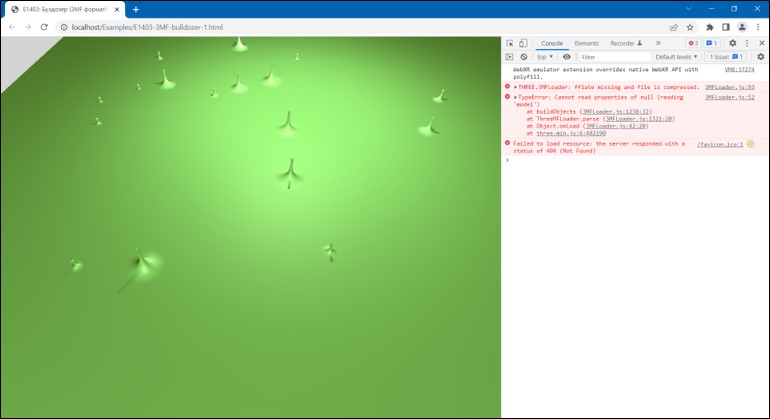 E1403: Булдозер (3MF формат)
localhost/Examples/E1403-3MF-bulldozer-1.html
Console Elements Recorder » 3 1
top Filter Default levels 1 Issue: 1
WebXR emulator extension overrides native WebXR API with VM8:37274
polyfill.
THREE.3MFLoader: fflate missing and file is compressed. 3MFLoader.js:93
TypeError: Cannot read properties of null (reading 3MFLoader.js:52
'model')
at buildObjects (3MFLoader.js:1238:32)
at ThreeMFLoader.parse (3MFLoader.js:1321:20)
at Object.onLoad (3MFLoader.js:42:20)
at three.min.js:6:482190
Failed to load resource: the server responded with a /favicon.ico:1
status of 404 (Not Found)